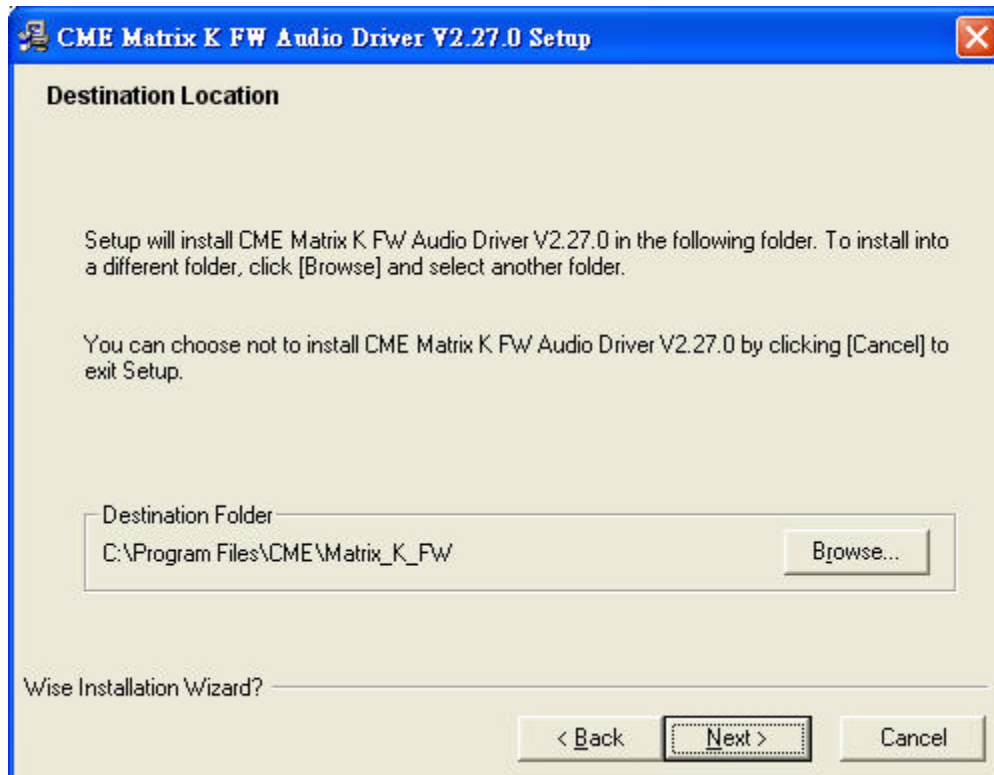 CME Matrix K FW Audio Driver V2.27.0 Setup
Destination Location
Setup will install CME Matrix K FW Audio Driver V2.27.0 in the following folder. To install into
a different folder, click [Browse] and select another folder.
You can choose not to install CME Matrix K FW Audio Driver V2.27.0 by clicking [Cancel] to
exit Setup.
Destination Folder
C:\Program Files\CME\Matrix_K_FW
Browse...
Wise Installation Wizard?
< Back
Next >
Cancel